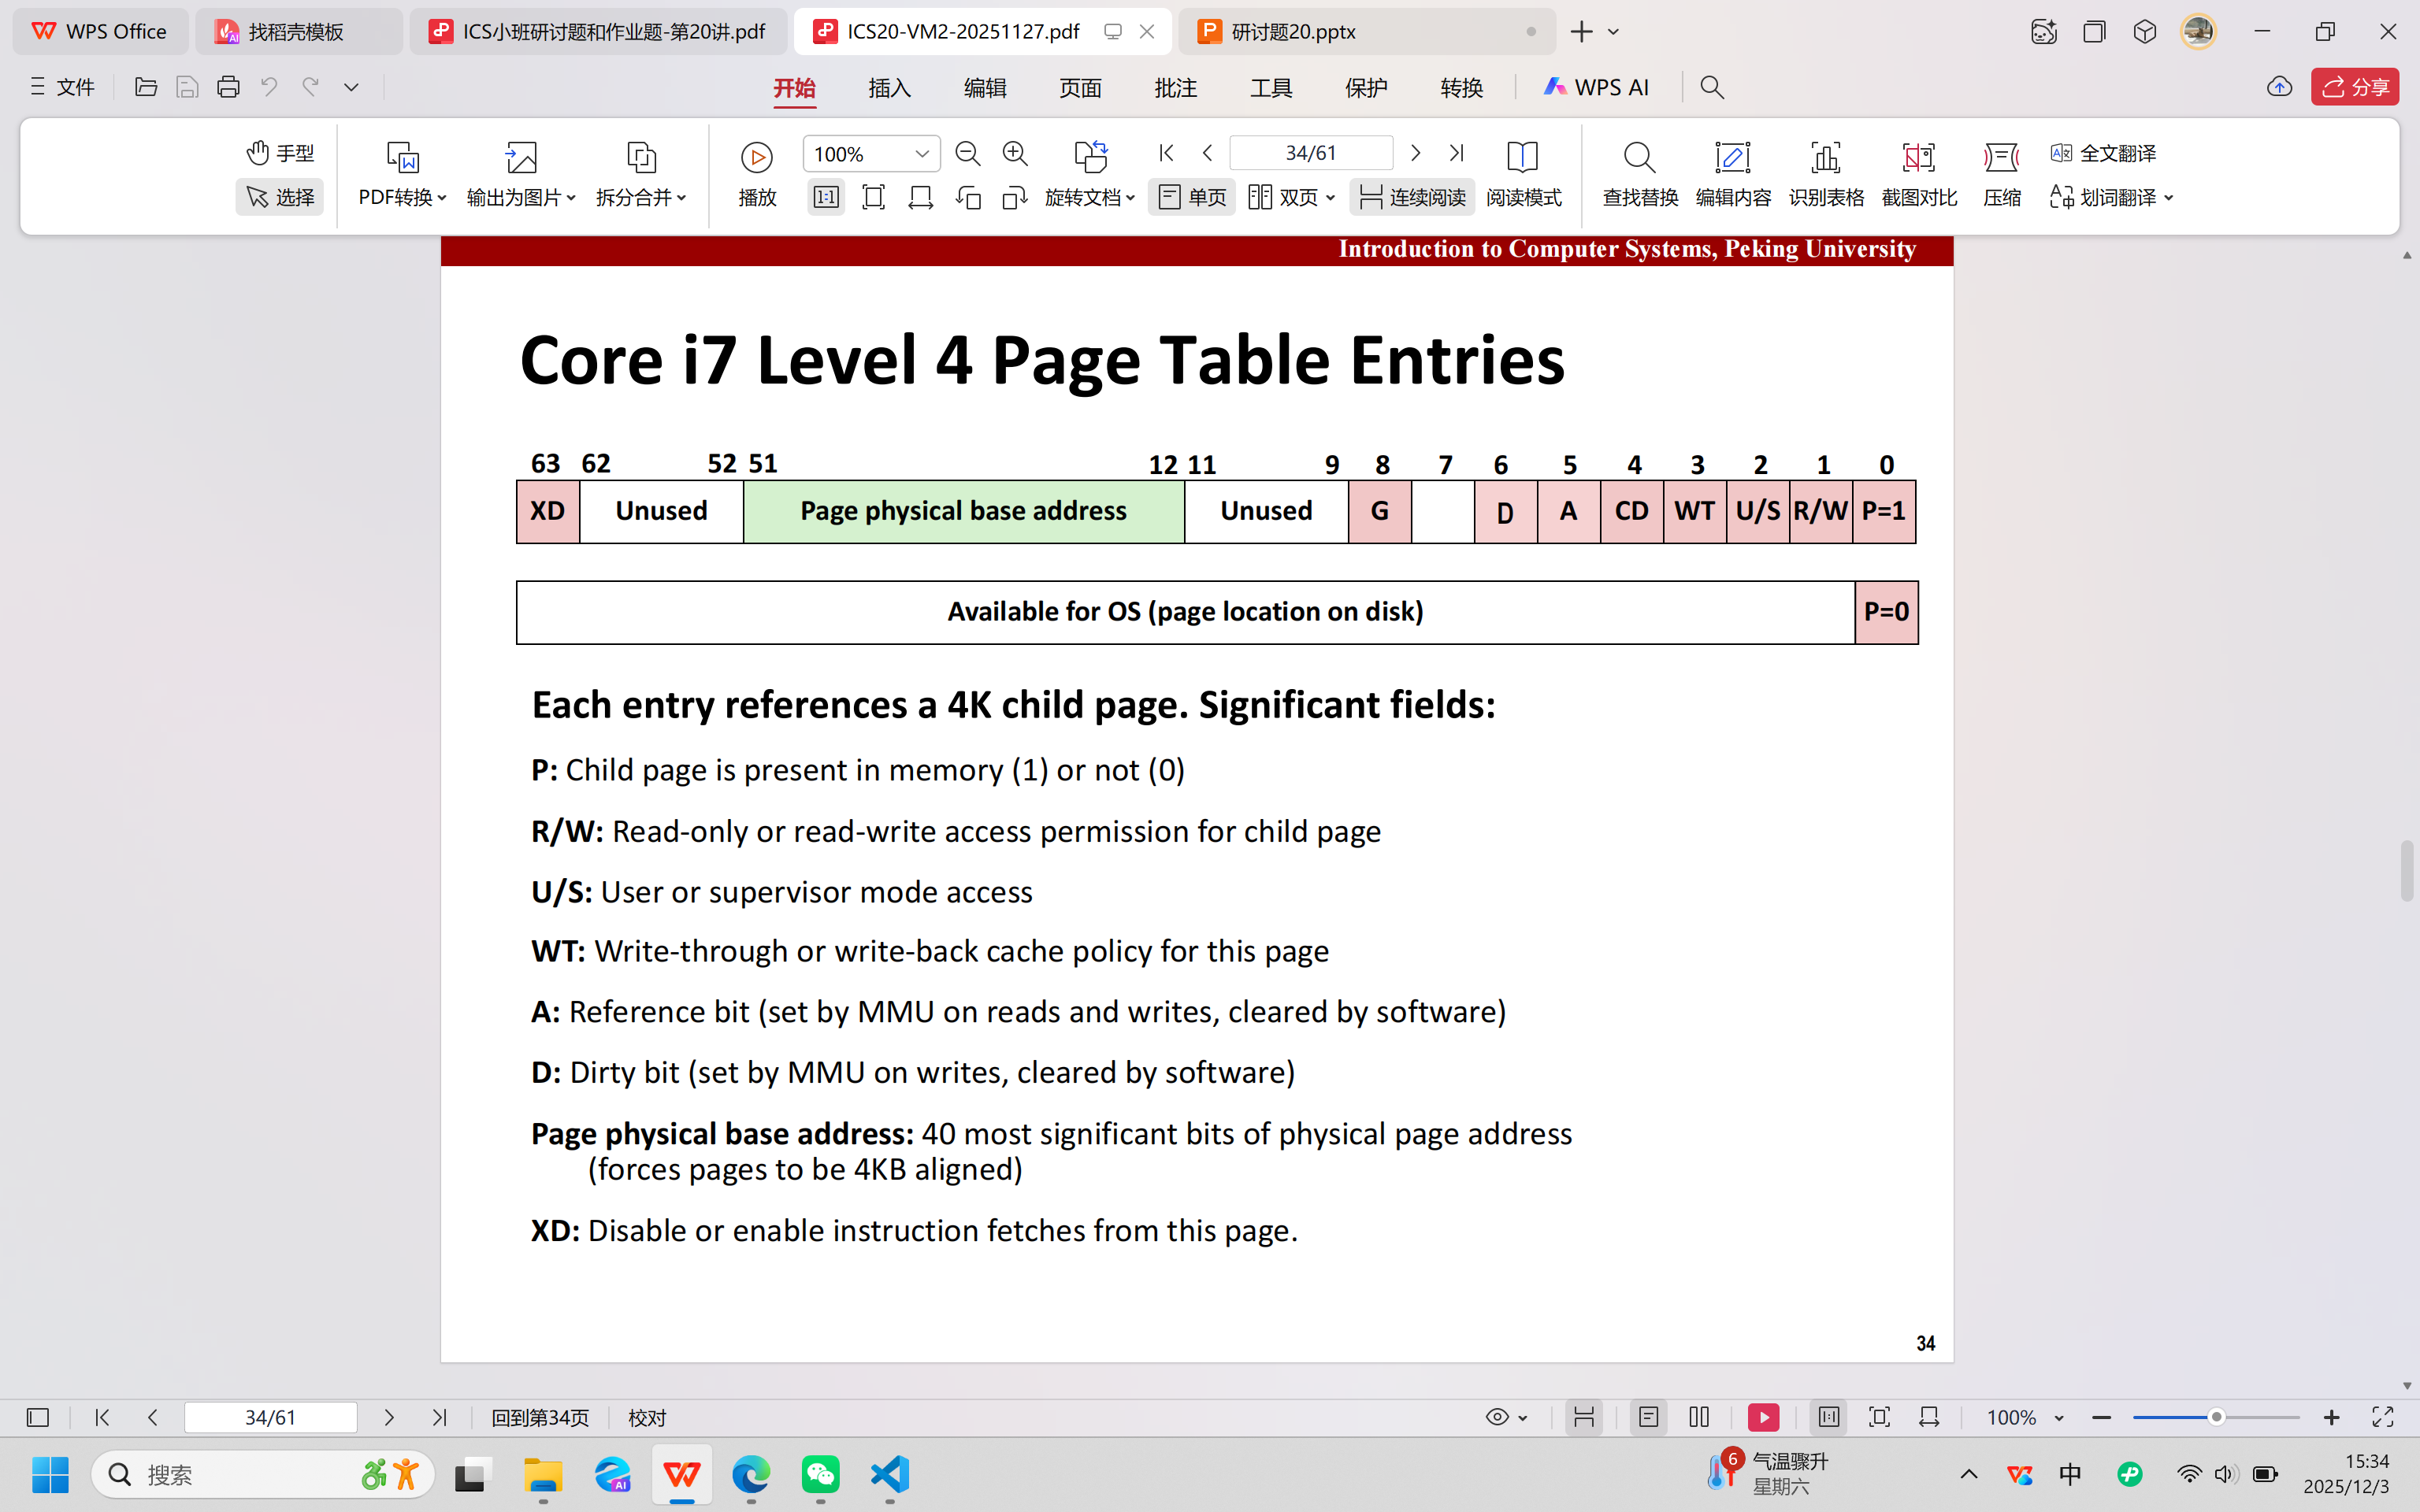 WPS Office
找稻壳模板
ICS小班研讨题和作业题-第20讲.pdf
ICS20-VM2-20251127.pdf
研讨题20.pptx
文件
开始
插入
编辑
页面
批注
工具
保护
转换
WPS AI
分享
手型
选择
PDF转换
输出为图片
拆分合并
播放
100%
1:1
旋转文档
34/61
单页
双页
连续阅读
阅读模式
查找替换
编辑内容
识别表格
截图对比
压缩
全文翻译
划词翻译
Introduction to Computer Systems, Peking University
Core i7 Level 4 Page Table Entries
63 62 52 51 12 11 9 8 7 6 5 4 3 2 1 0
XD Unused Page physical base address Unused G D A CD WT U/S R/W P=1
Available for OS (page location on disk) P=0
Each entry references a 4K child page. Significant fields:
P: Child page is present in memory (1) or not (0)
R/W: Read-only or read-write access permission for child page
U/S: User or supervisor mode access
WT: Write-through or write-back cache policy for this page
A: Reference bit (set by MMU on reads and writes, cleared by software)
D: Dirty bit (set by MMU on writes, cleared by software)
Page physical base address: 40 most significant bits of physical page address
(forces pages to be 4KB aligned)
XD: Disable or enable instruction fetches from this page.
34
34/61
回到第34页
校对
100%
搜索
6
气温骤升
星期六
中
15:34
2025/12/3